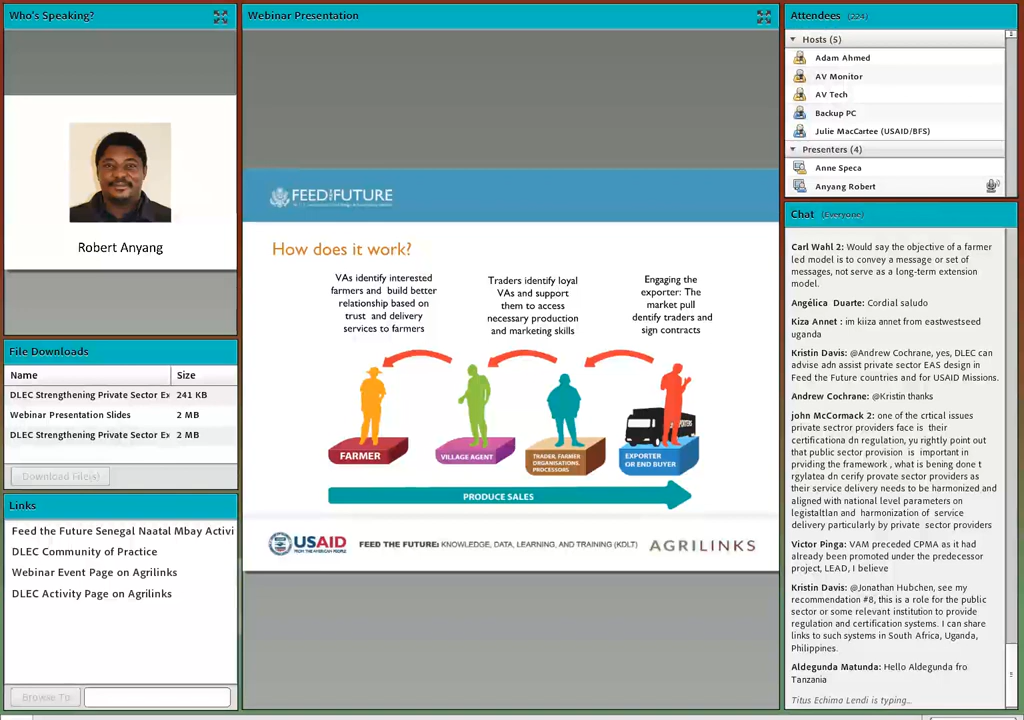 Who's Speaking?
Robert Anyang
File Downloads
Name Size
DLEC Strengthening Private Sector Ex 241 KB
Webinar Presentation Slides 2 MB
DLEC Strengthening Private Sector Ex 2 MB
Download File(s)
Links
Feed the Future Senegal Naatal Mbay Activi
DLEC Community of Practice
Webinar Event Page on Agrilinks
DLEC Activity Page on Agrilinks
Browse To
Webinar Presentation
FEED THE FUTURE
How does it work?
VAs identify interested
farmers and build better
relationship based on
trust and delivery
services to farmers
Traders identify loyal
VAs and support
them to access
necessary production
and marketing skills
Engaging the
exporter: The
market pull
dentify traders and
sign contracts
FARMER
VILLAGE AGENT
TRADER, FARMER
ORGANISATIONS,
PROCESSORS
EXPORTER
OR END BUYER
PRODUCE SALES
USAID
FROM THE AMERICAN PEOPLE
FEED THE FUTURE: KNOWLEDGE, DATA, LEARNING, AND TRAINING (KDLT)
AGRILINKS
Attendees (224)
Hosts (5)
Adam Ahmed
AV Monitor
AV Tech
Backup PC
Julie MacCartee (USAID/BFS)
Presenters (4)
Anne Speca
Anyang Robert
Chat (Everyone)
Carl Wahl 2: Would say the objective of a farmer
led model is to convey a message or set of
messages, not serve as a long-term extension
model.
Angélica Duarte: Cordial saludo
Kiza Annet : im kiiza annet from eastwestseed
uganda
Kristin Davis: @Andrew Cochrane, yes, DLEC can
advise adn assist private sector EAS design in
Feed the Future countries and for USAID Missions.
Andrew Cochrane: @Kristin thanks
john McCormack 2: one of the crtical issues
private sectror providers face is their
certificationa dn regulation, yu rightly point out
that public sector provision is important in
prviding the framework , what is bening done t
rgylatea dn cerify provate sector providers as
their service delivery needs to be harmonized and
aligned with national level parameters on
legistaltlan and harmonization of service
delivery particularly by private sector providers
Victor Pinga: VAM preceded CPMA as it had
already been promoted under the predecessor
project, LEAD, I believe
Kristin Davis: @Jonathan Hubchen, see my
recommendation #8, this is a role for the public
sector or some relevant institution to provide
regulation and certification systems. I can share
links to such systems in South Africa, Uganda,
Philippines.
Aldegunda Matunda: Hello Aldegunda fro
Tanzania
Titus Echima Lendi is typing...